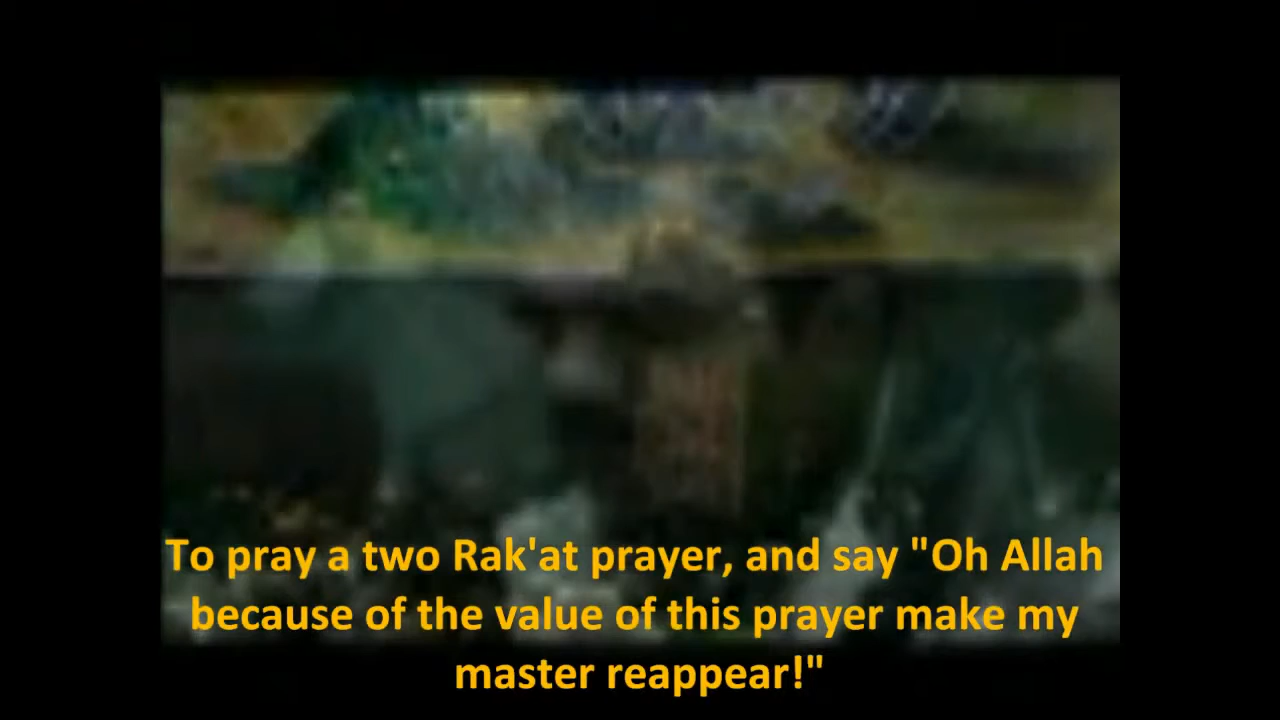 To pray a two Rak'at prayer, and say "Oh Allah
because of the value of this prayer make my
master reappear!"